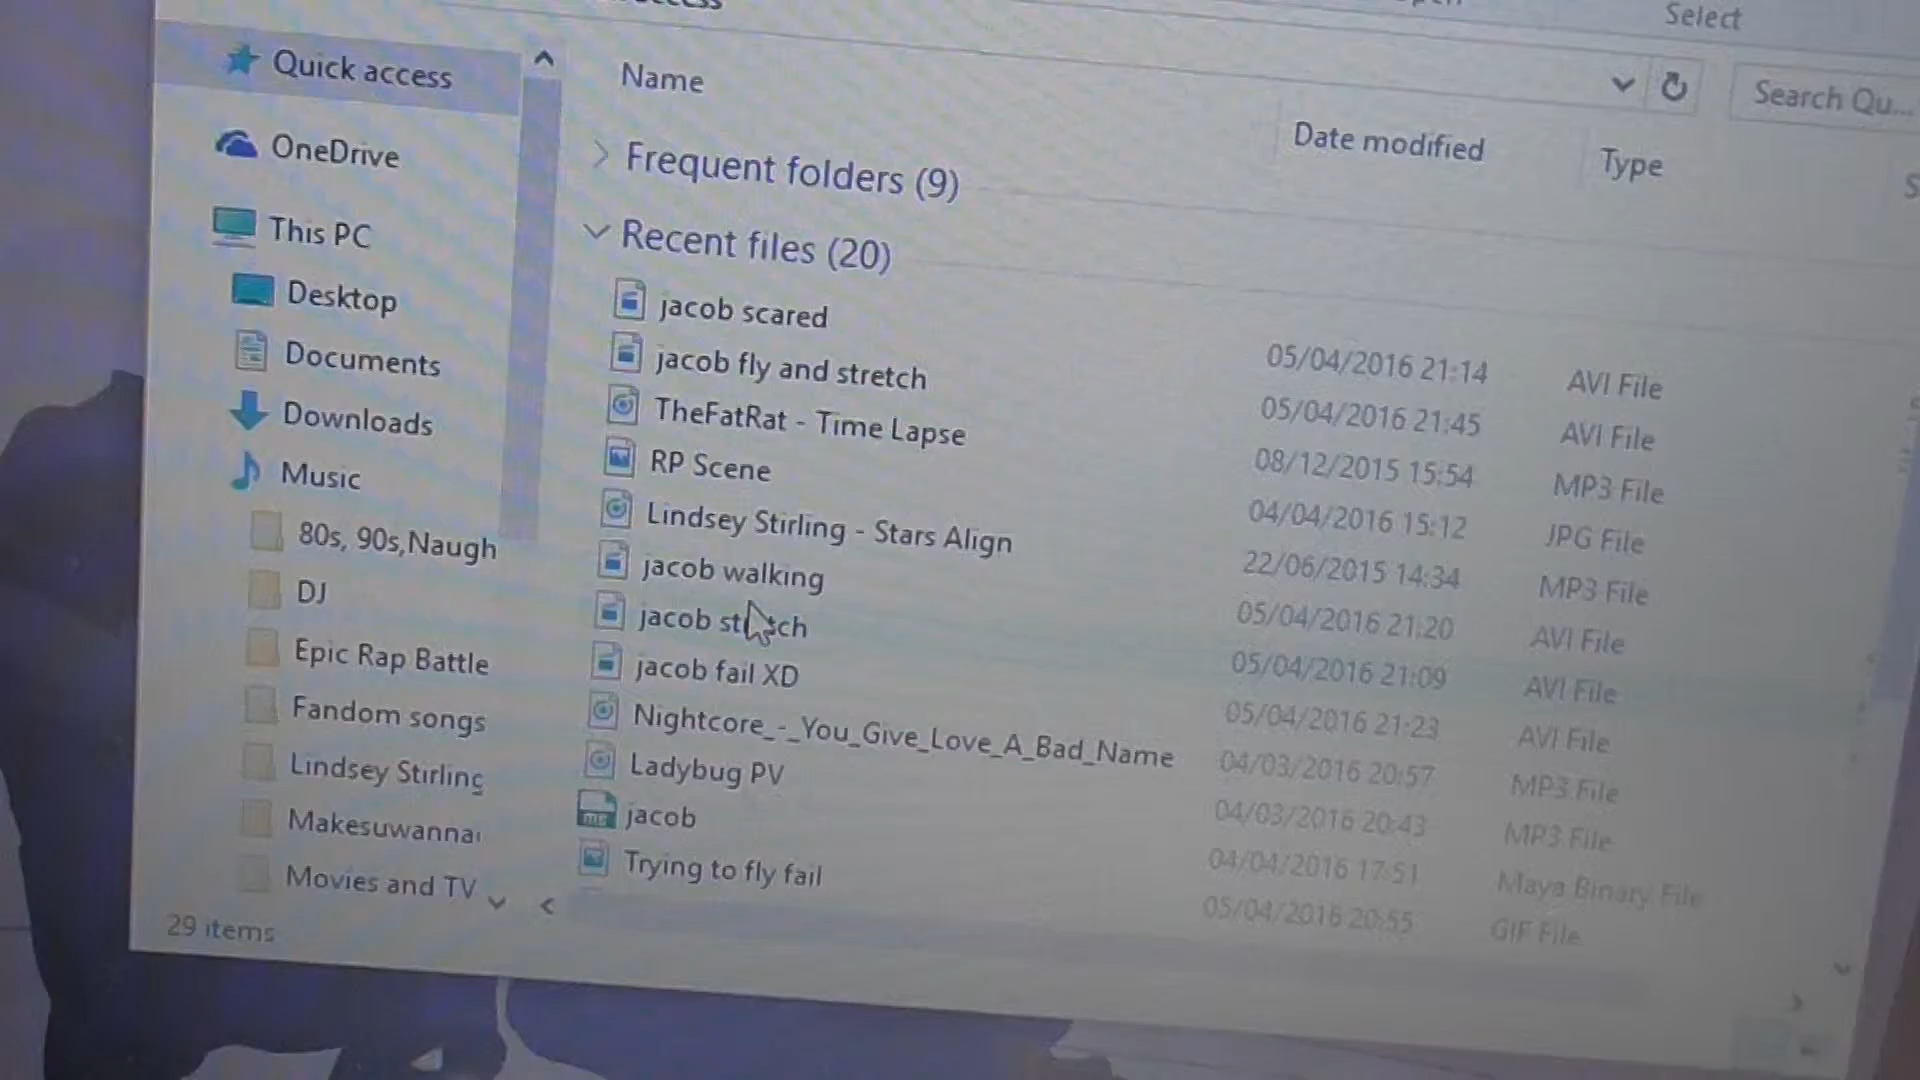 Select
Quick access
Name
Search Qu...
Date modified
Type
OneDrive
Frequent folders (9)
This PC
Recent files (20)
Desktop
jacob scared 05/04/2016 21:14 AVI File
Documents
jacob fly and stretch 05/04/2016 21:45 AVI File
Downloads
TheFatRat - Time Lapse 08/12/2015 15:54 MP3 File
Music
RP Scene 04/04/2016 15:12 JPG File
80s, 90s,Naugh
Lindsey Stirling - Stars Align 22/06/2015 14:34 MP3 File
DJ
jacob walking 05/04/2016 21:20 AVI File
Epic Rap Battle
jacob stretch 05/04/2016 21:09 AVI File
Fandom songs
jacob fail XD 05/04/2016 21:23 AVI File
Lindsey Stirling
Nightcore_-_You_Give_Love_A_Bad_Name 04/03/2016 20:57 MP3 File
Makesuwannai
Ladybug PV 04/03/2016 20:43 MP3 File
Movies and TV
jacob 04/04/2016 17:51 Maya Binary File
Trying to fly fail 05/04/2016 20:55 GIF File
29 items